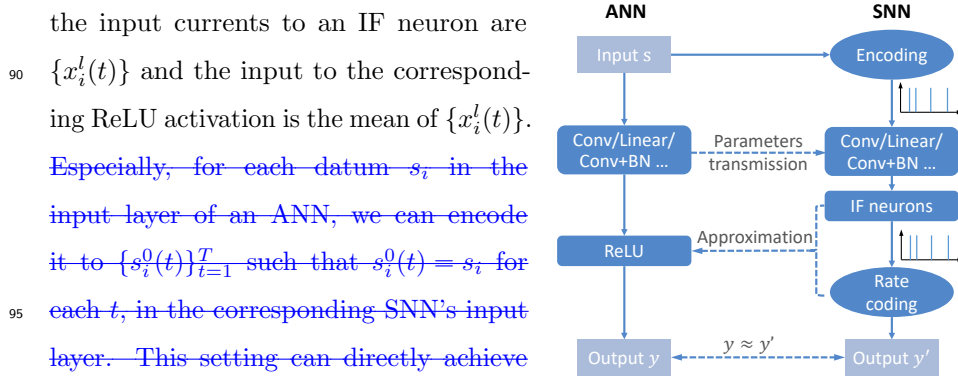 the input currents to an IF neuron are
90 {x_i^l(t)} and the input to the correspond-
ing ReLU activation is the mean of {x_i^l(t)}.
Especially, for each datum s_i in the
input layer of an ANN, we can encode
it to {s_i^0(t)}_{t=1}^T such that s_i^0(t) = s_i for
95 each t, in the corresponding SNN's input
layer. This setting can directly achieve
ANN
SNN
Input s
Encoding
Conv/Linear/
Conv+BN ...
Parameters
transmission
Conv/Linear/
Conv+BN ...
IF neurons
ReLU
Approximation
Rate
coding
Output y
y ≈ y′
Output y′